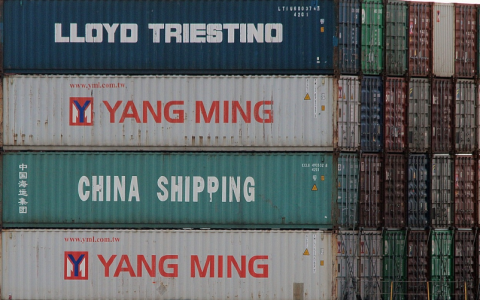 LLOYD TRIESTINO
www.yml.com.tw
YANG MING
中国海运集团
CHINA SHIPPING
www.yml.com.tw
YANG MING